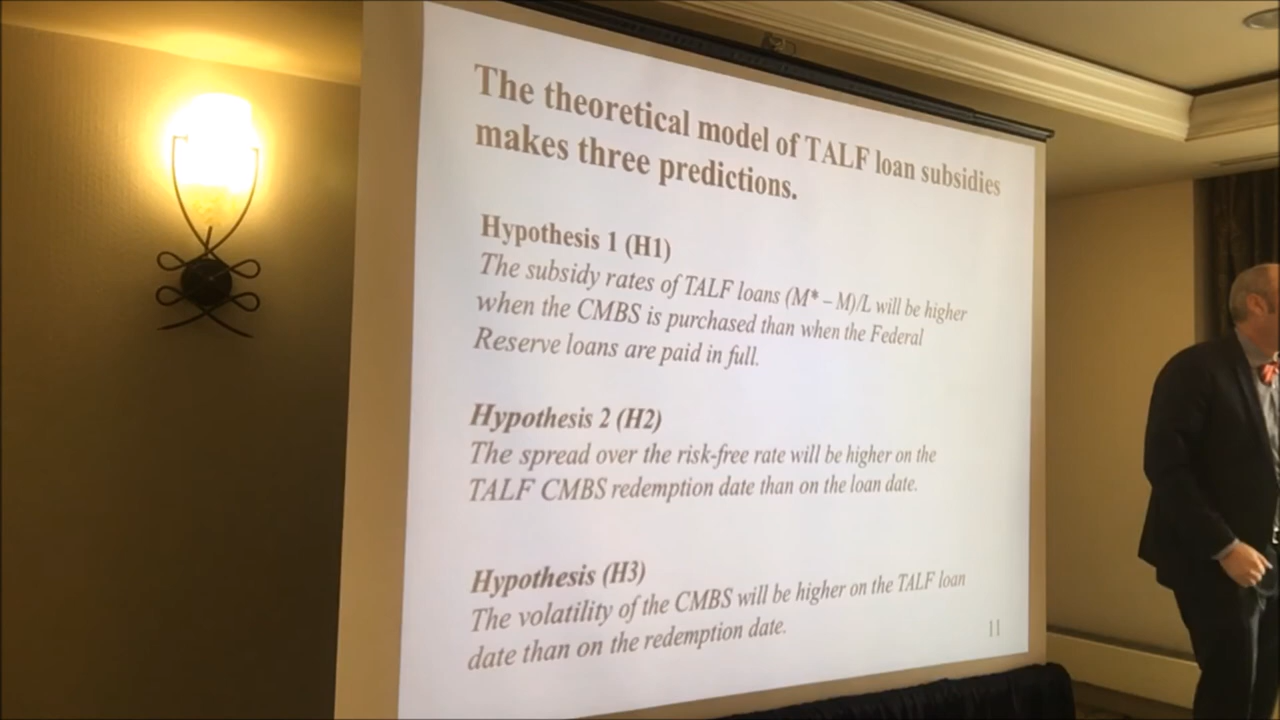 The theoretical model of TALF loan subsidies
makes three predictions.
Hypothesis 1 (H1)
The subsidy rates of TALF loans (M* – M)/L will be higher
when the CMBS is purchased than when the Federal
Reserve loans are paid in full.
Hypothesis 2 (H2)
The spread over the risk-free rate will be higher on the
TALF CMBS redemption date than on the loan date.
Hypothesis (H3)
The volatility of the CMBS will be higher on the TALF loan
date than on the redemption date.
11